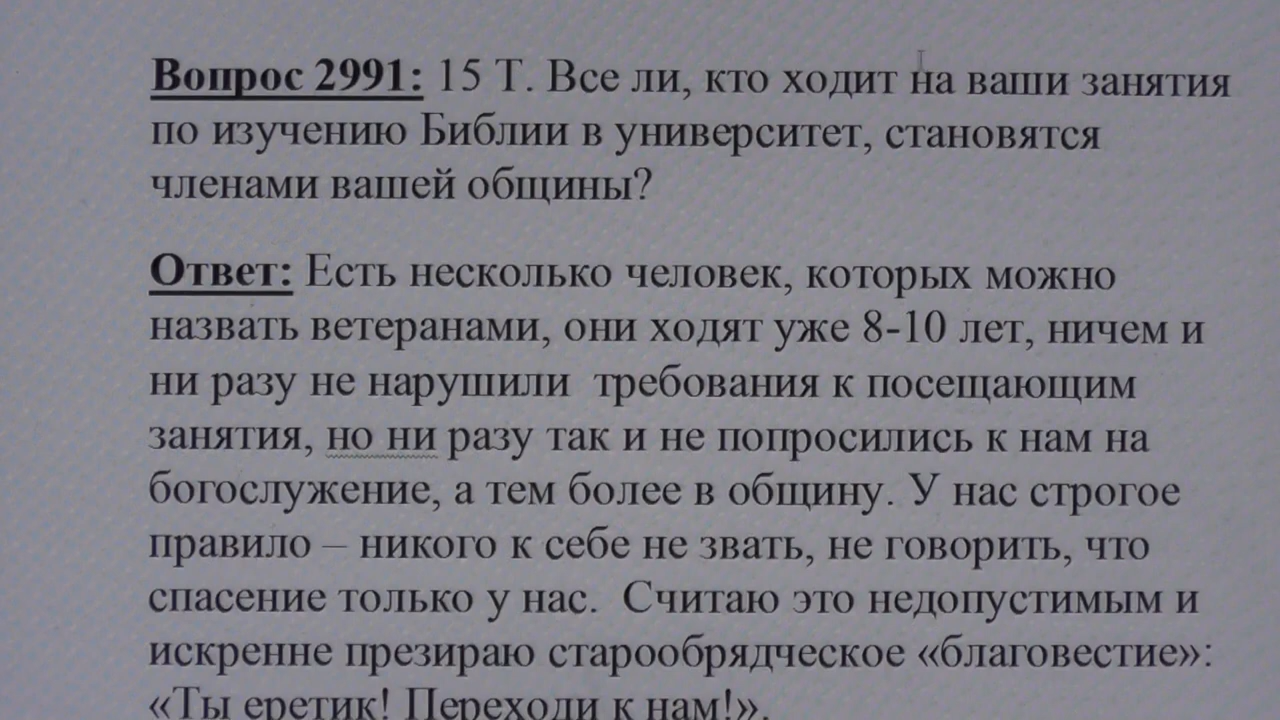 Вопрос 2991: 15 Т. Все ли, кто ходит на ваши занятия
по изучению Библии в университет, становятся
членами вашей общины?
Ответ: Есть несколько человек, которых можно
назвать ветеранами, они ходят уже 8-10 лет, ничем и
ни разу не нарушили  требования к посещающим
занятия, но ни разу так и не попросились к нам на
богослужение, а тем более в общину. У нас строгое
правило – никого к себе не звать, не говорить, что
спасение только у нас.  Считаю это недопустимым и
искренне презираю старообрядческое «благовестие»:
«Ты еретик! Переходи к нам!».